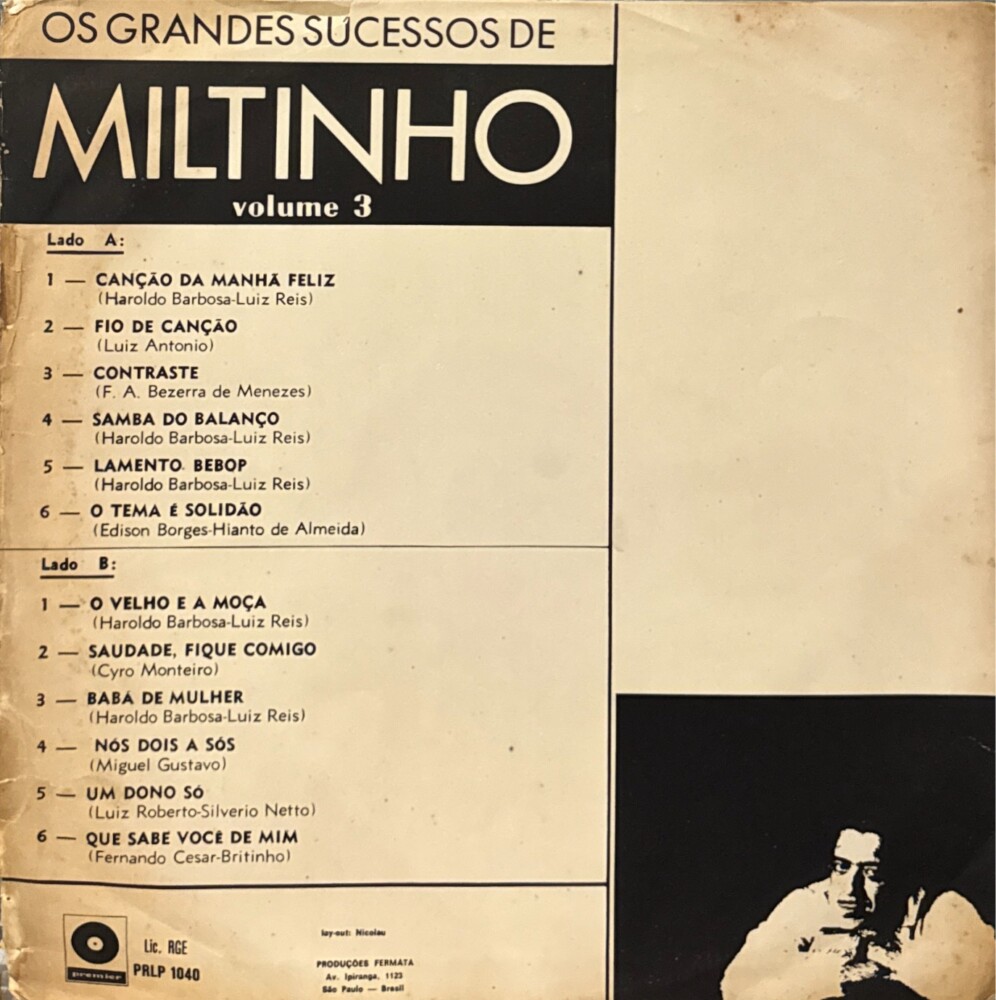 OS GRANDES SUCESSOS DE
MILTINHO
volume 3
Lado A:
1 — CANÇÃO DA MANHÃ FELIZ
(Haroldo Barbosa-Luiz Reis)
2 — FIO DE CANÇÃO
(Luiz Antonio)
3 — CONTRASTE
(F. A. Bezerra de Menezes)
4 — SAMBA DO BALANÇO
(Haroldo Barbosa-Luiz Reis)
5 — LAMENTO BEBOP
(Haroldo Barbosa-Luiz Reis)
6 — O TEMA É SOLIDÃO
(Edison Borges-Hianto de Almeida)
Lado B:
1 — O VELHO E A MOÇA
(Haroldo Barbosa-Luiz Reis)
2 — SAUDADE, FIQUE COMIGO
(Cyro Monteiro)
3 — BABÁ DE MULHER
(Haroldo Barbosa-Luiz Reis)
4 — NÓS DOIS A SÓS
(Miguel Gustavo)
5 — UM DONO SÓ
(Luiz Roberto-Silverio Netto)
6 — QUE SABE VOCÊ DE MIM
(Fernando Cesar-Britinho)
premier
Lic. RGE
PRLP 1040
lay-out: Nicolau
PRODUÇÕES FERMATA
Av. Ipiranga, 1123
São Paulo — Brasil